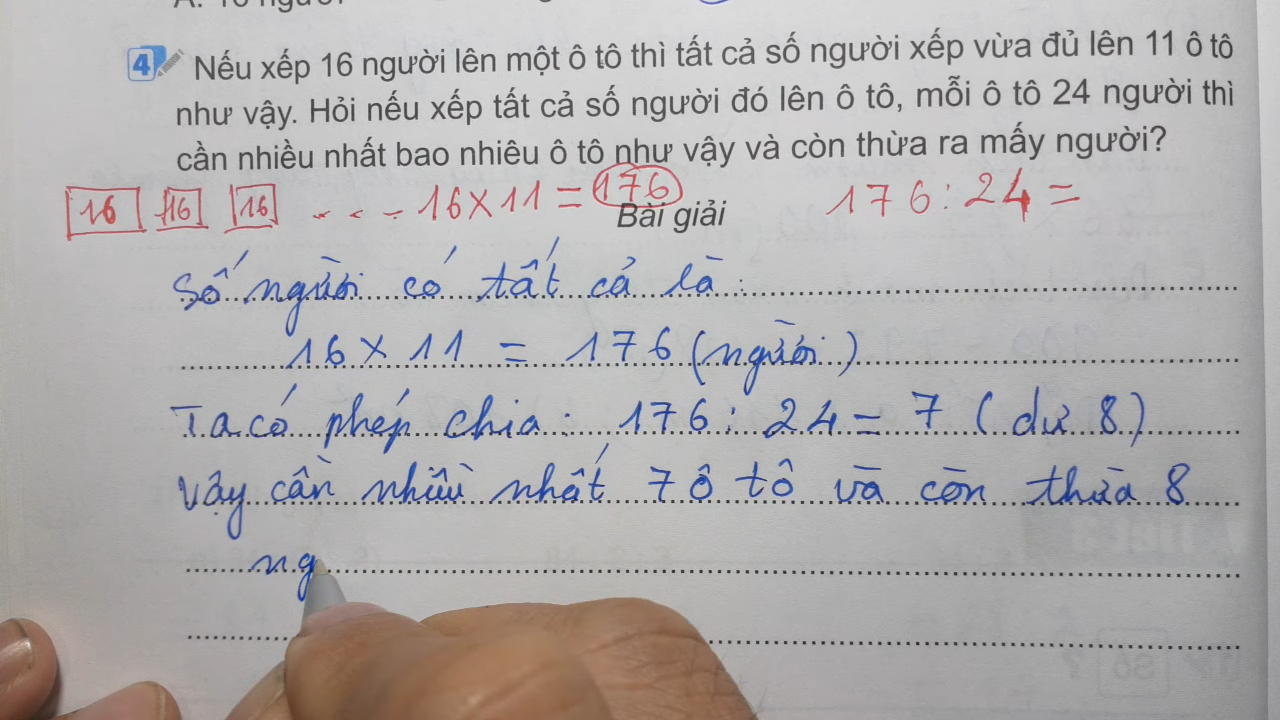 A. 16 người
4 Nếu xếp 16 người lên một ô tô thì tất cả số người xếp vừa đủ lên 11 ô tô
như vậy. Hỏi nếu xếp tất cả số người đó lên ô tô, mỗi ô tô 24 người thì
cần nhiều nhất bao nhiêu ô tô như vậy và còn thừa ra mấy người?
16 16 16 - - - 16 x 11 = 176 176 : 24 =
Bài giải
Số người có tất cả là :
16 x 11 = 176 (người)
Ta có phép chia : 176 : 24 = 7 (dư 8)
Vậy cần nhiều nhất 7 ô tô và còn thừa 8
ng